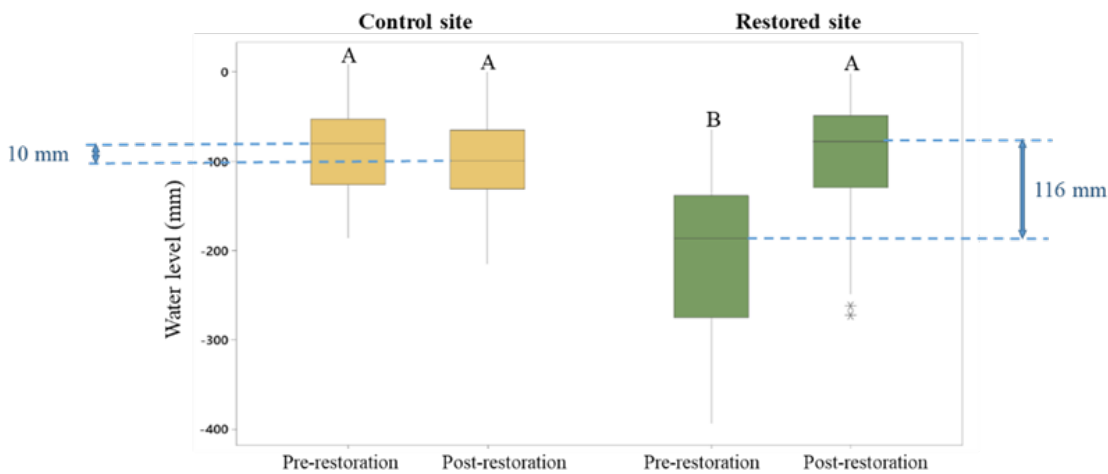 Control site
Restored site
A
A
B
A
0
-100
-200
-300
-400
Water level (mm)
10 mm
116 mm
Pre-restoration
Post-restoration
Pre-restoration
Post-restoration